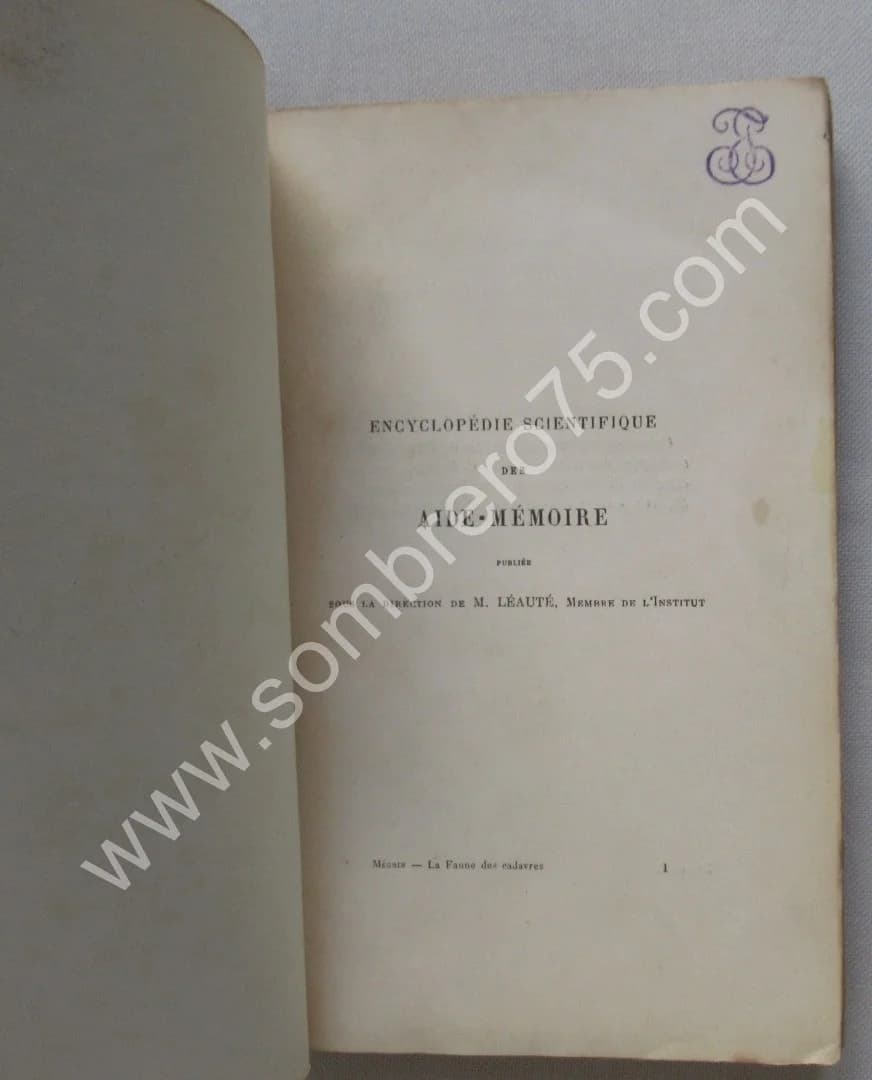 ENCYCLOPÉDIE SCIENTIFIQUE
DES
AIDE-MÉMOIRE
PUBLIÉE
SOUS LA DIRECTION DE M. LÉAUTÉ, MEMBRE DE L'INSTITUT
MÉGNIN — La Faune des cadavres 1
www.sombrero75.com